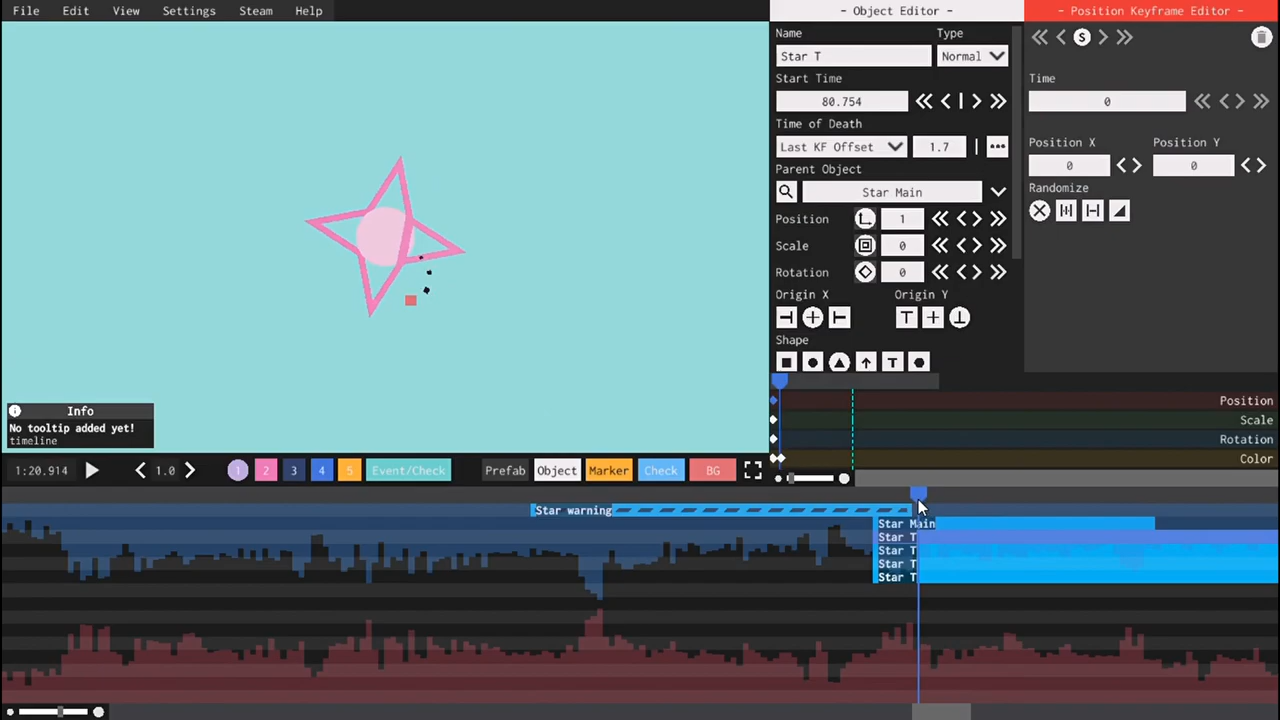 File Edit View Settings Steam Help
- Object Editor -
- Position Keyframe Editor -
Name
Type
Star T
Normal
S
Start Time
Time
80.754
0
Time of Death
Last KF Offset
1.7
Position X
Position Y
0
0
Parent Object
Star Main
Randomize
Position
1
Scale
0
Rotation
0
Origin X
Origin Y
Shape
T
Info
No tooltip added yet!
timeline
Position
Scale
Rotation
Color
1:20.914
1.0
1
2
3
4
5
Event/Check
Prefab
Object
Marker
Check
BG
Star warning
Star Main
Star T
Star T
Star T
Star T